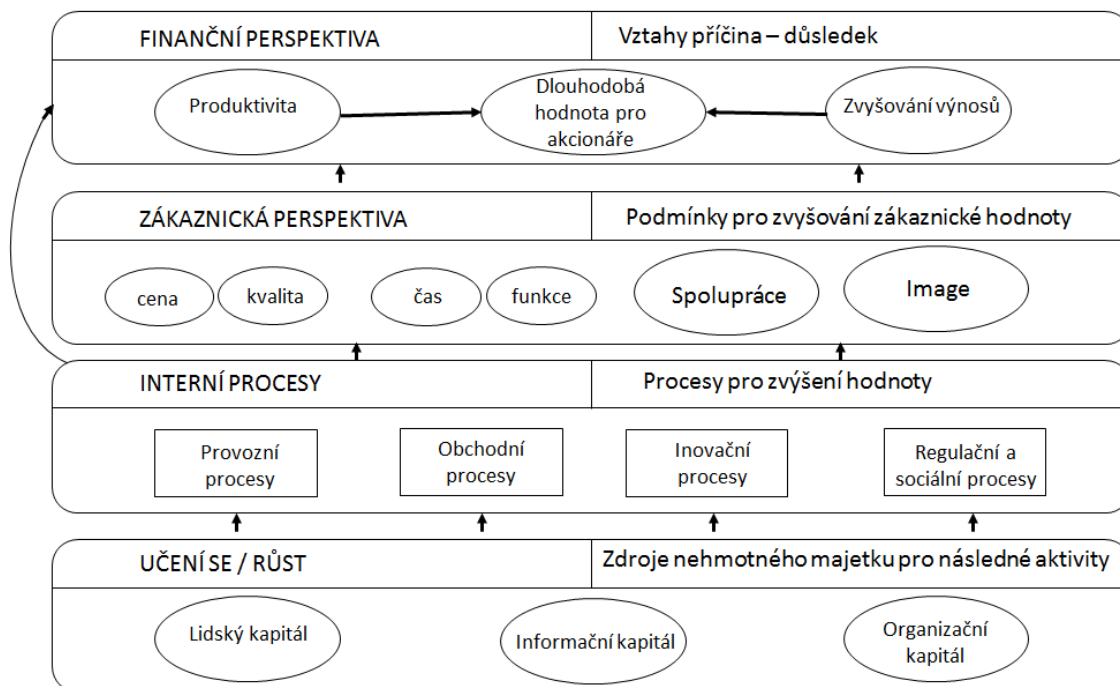 FINANČNÍ PERSPEKTIVA
Vztahy příčina – důsledek
Produktivita
Dlouhodobá
hodnota pro
akcionáře
Zvyšování výnosů
ZÁKAZNICKÁ PERSPEKTIVA
Podmínky pro zvyšování zákaznické hodnoty
cena
kvalita
čas
funkce
Spolupráce
Image
INTERNÍ PROCESY
Procesy pro zvýšení hodnoty
Provozní
procesy
Obchodní
procesy
Inovační
procesy
Regulační a
sociální procesy
UČENÍ SE / RŮST
Zdroje nehmotného majetku pro následné aktivity
Lidský kapitál
Informační kapitál
Organizační
kapitál